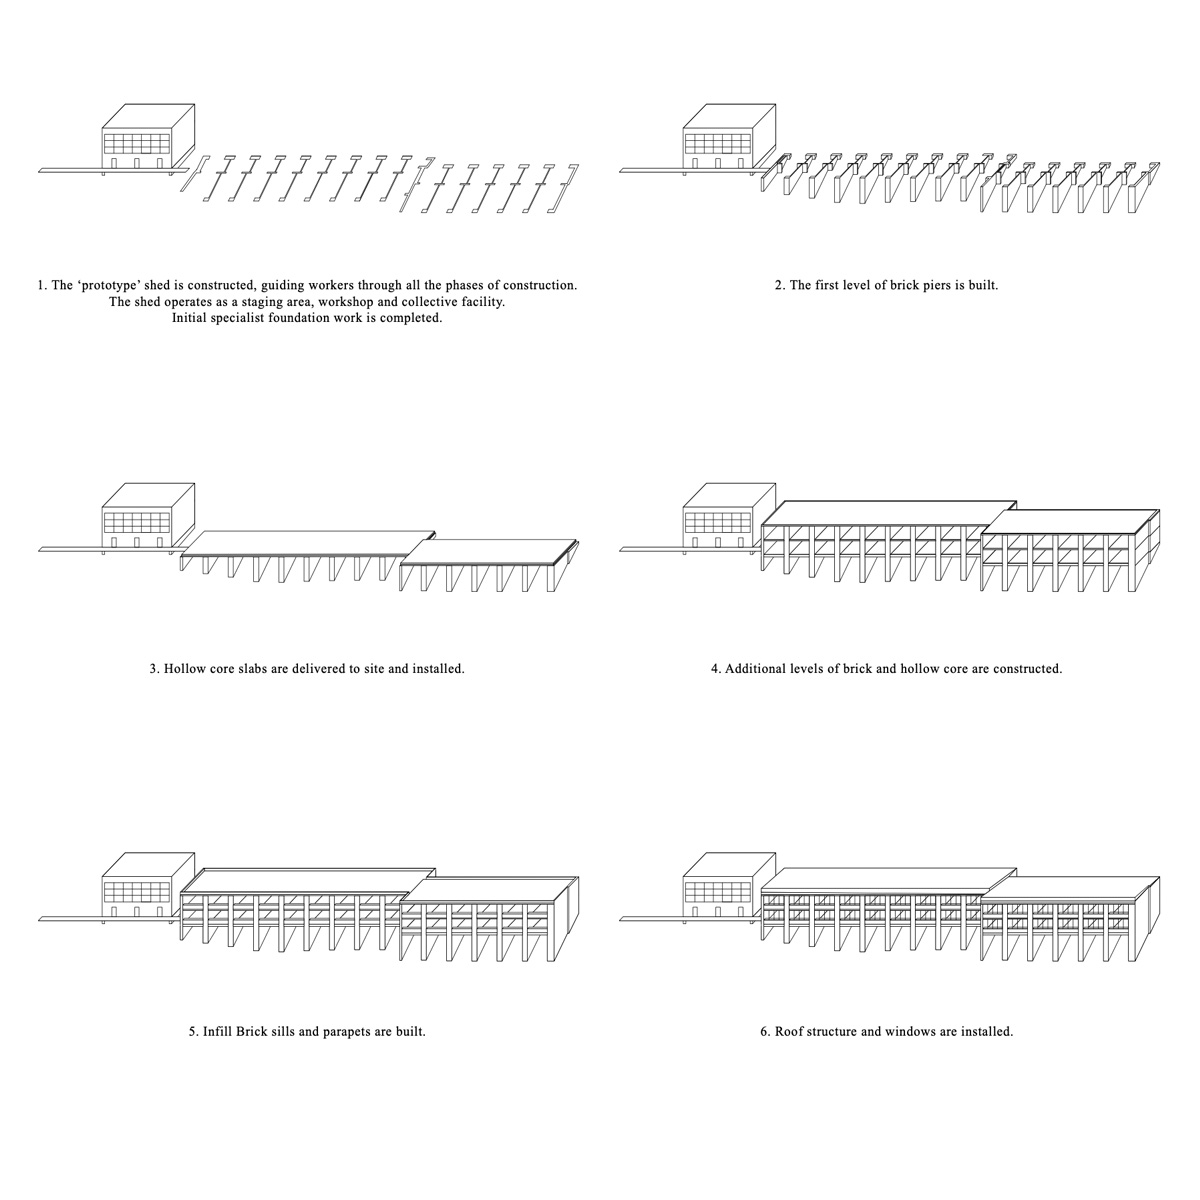 1. The ‘prototype’ shed is constructed, guiding workers through all the phases of construction.
The shed operates as a staging area, workshop and collective facility.
Initial specialist foundation work is completed.
2. The first level of brick piers is built.
3. Hollow core slabs are delivered to site and installed.
4. Additional levels of brick and hollow core are constructed.
5. Infill Brick sills and parapets are built.
6. Roof structure and windows are installed.